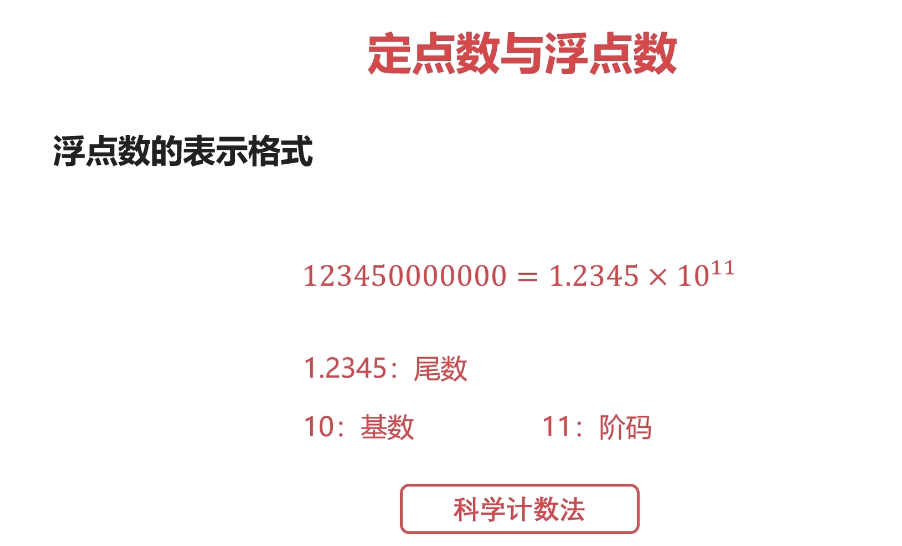 定点数与浮点数
浮点数的表示格式
123450000000 = 1.2345 × 10¹¹
1.2345：尾数
10：基数 11：阶码
科学计数法